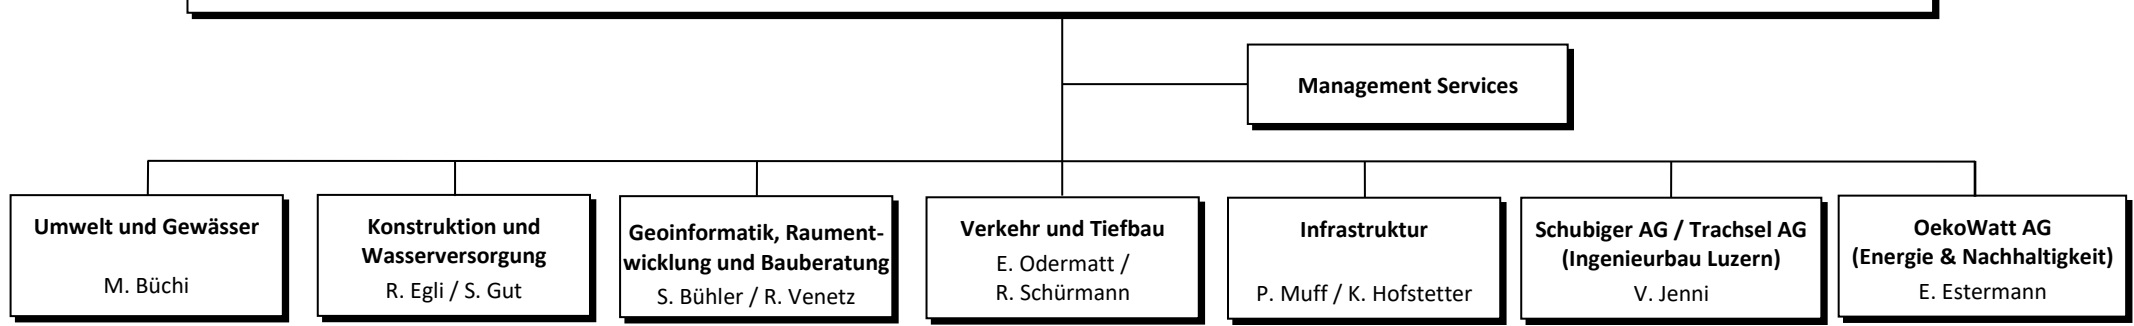 Management Services
Umwelt und Gewässer
M. Büchi
Konstruktion und
Wasserversorgung
R. Egli / S. Gut
Geoinformatik, Raument-
wicklung und Bauberatung
S. Bühler / R. Venetz
Verkehr und Tiefbau
E. Odermatt /
R. Schürmann
Infrastruktur
P. Muff / K. Hofstetter
Schubiger AG / Trachsel AG
(Ingenieurbau Luzern)
V. Jenni
OekoWatt AG
(Energie & Nachhaltigkeit)
E. Estermann